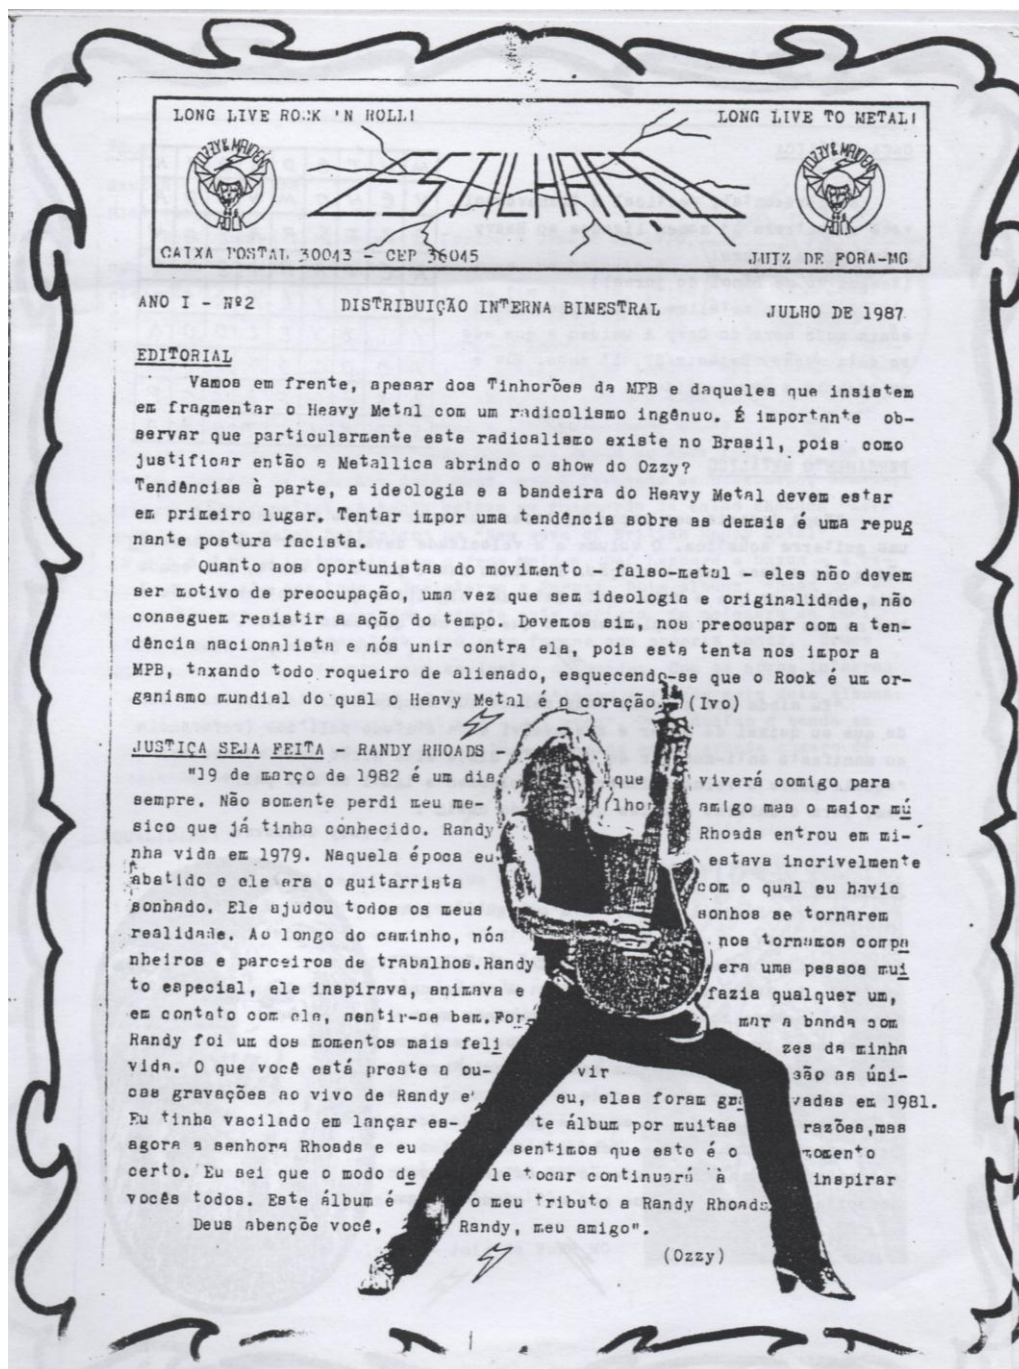 LONG LIVE ROCK 'N ROLL!
LONG LIVE TO METAL!
OZZY & MAIDEN
ROCK
ESTILHAÇO
OZZY & MAIDEN
ROCK
CAIXA POSTAL 30043 - CEP 36045
JUIZ DE FORA-MG
ANO I - Nº2 DISTRIBUIÇÃO INTERNA BIMESTRAL JULHO DE 1987
EDITORIAL
Vamos em frente, apesar dos Tinhorões da MPB e daqueles que insistem
em fragmentar o Heavy Metal com um radicalismo ingênuo. É importante ob-
servar que particularmente este radicalismo existe no Brasil, pois como
justificar então a Metallica abrindo o show do Ozzy?
Tendências à parte, a ideologia e a bandeira do Heavy Metal devem estar
em primeiro lugar. Tentar impor uma tendência sobre as demais é uma repug
nante postura facista.
Quanto aos oportunistas do movimento - falso-metal - eles não devem
ser motivo de preocupação, uma vez que sem ideologia e originalidade, não
conseguem resistir a ação do tempo. Devemos sim, nos preocupar com a ten-
dência nacionalista e nós unir contra ela, pois esta tenta nos impor a
MPB, taxando todo roqueiro de alienado, esquecendo-se que o Rock é um or-
ganismo mundial do qual o Heavy Metal é o coração. (Ivo)
JUSTIÇA SEJA FEITA - RANDY RHOADS -
"19 de março de 1982 é um dia que viverá comigo para
sempre. Não somente perdi meu me- lhor amigo mas o maior mú
sico que já tinha conhecido. Randy Rhoads entrou em mi-
nha vida em 1979. Naquela época eu estava incrivelmente
abatido e ele era o guitarrista com o qual eu havia
sonhado. Ele ajudou todos os meus sonhos se tornarem
realidade. Ao longo do caminho, nós nos tornamos compa
nheiros e parceiros de trabalhos. Randy era uma pessoa mui
to especial, ele inspirava, animava e fazia qualquer um,
em contato com ele, sentir-se bem. For mar a banda com
Randy foi um dos momentos mais feli zes da minha
vida. O que você está preste a ou- vir são as úni-
cas gravações ao vivo de Randy e eu, elas foram gra vadas em 1981.
Eu tinha vacilado em lançar es- te álbum por muitas razões, mas
agora a senhora Rhoads e eu sentimos que este é o momento
certo. Eu sei que o modo de le tocar continuará à inspirar
vocês todos. Este álbum é o meu tributo a Randy Rhoads
Deus abençõe você, Randy, meu amigo".
(Ozzy)